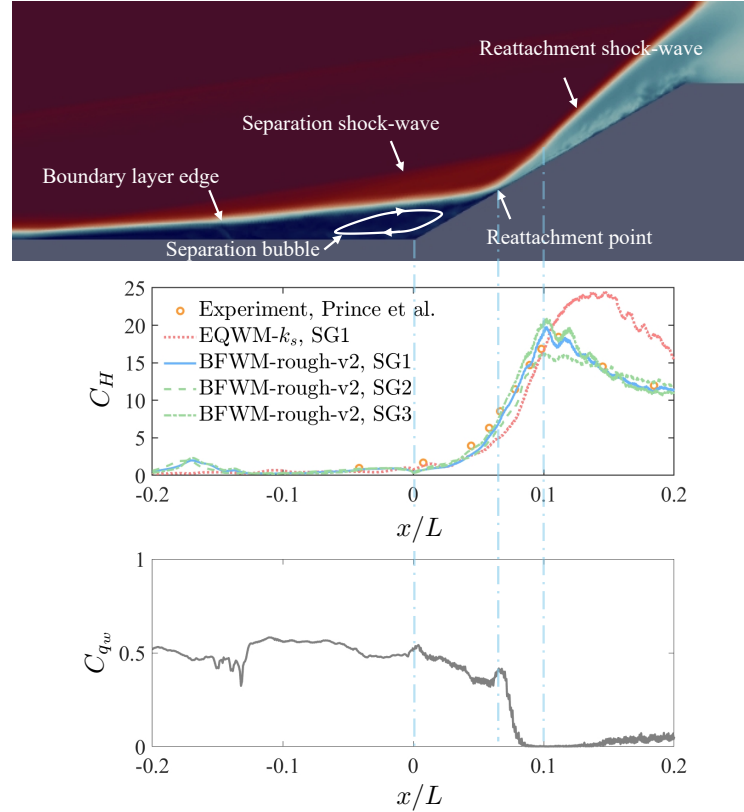 Reattachment shock-wave
Separation shock-wave
Boundary layer edge
Separation bubble
Reattachment point
25
20
15
10
5
0
C_H
Experiment, Prince et al.
EQWM-k_s, SG1
BFWM-rough-v2, SG1
BFWM-rough-v2, SG2
BFWM-rough-v2, SG3
-0.2 -0.1 0 0.1 0.2
x/L
1
0.5
0
C_{q_w}
-0.2 -0.1 0 0.1 0.2
x/L